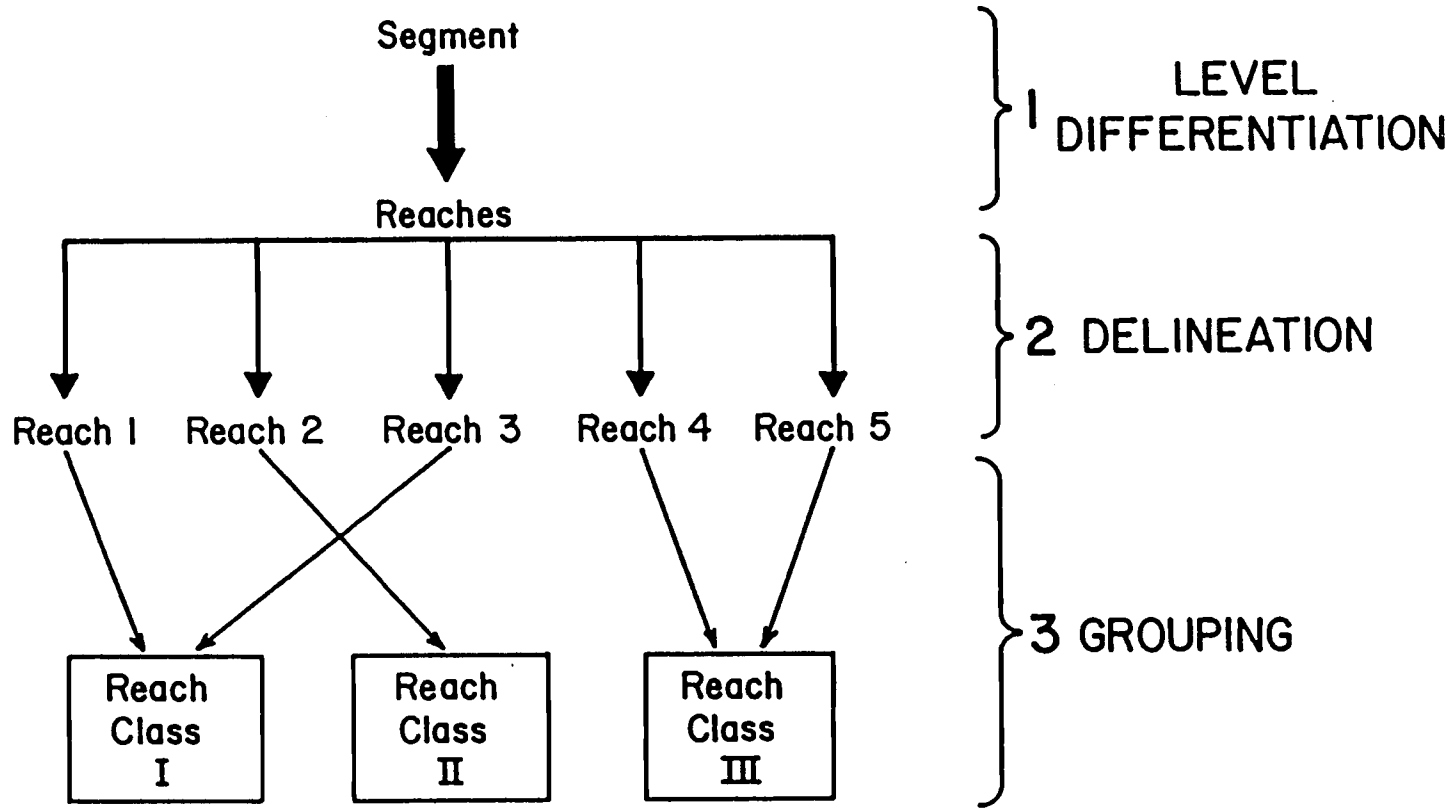 Segment
1 LEVEL
DIFFERENTIATION
Reaches
2 DELINEATION
Reach 1 Reach 2 Reach 3 Reach 4 Reach 5
3 GROUPING
Reach
Class
I
Reach
Class
II
Reach
Class
III